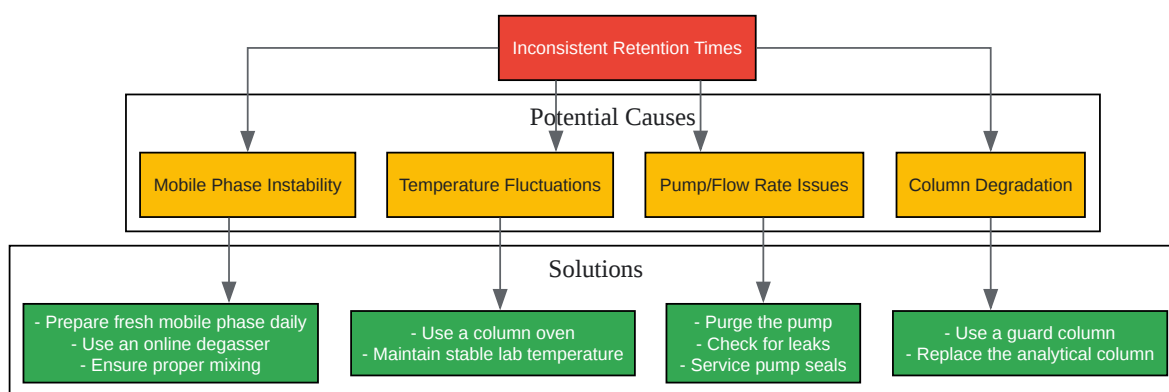 Inconsistent Retention Times
Potential Causes
Mobile Phase Instability
Temperature Fluctuations
Pump/Flow Rate Issues
Column Degradation
Solutions
- Prepare fresh mobile phase daily
- Use an online degasser
- Ensure proper mixing
- Use a column oven
- Maintain stable lab temperature
- Purge the pump
- Check for leaks
- Service pump seals
- Use a guard column
- Replace the analytical column